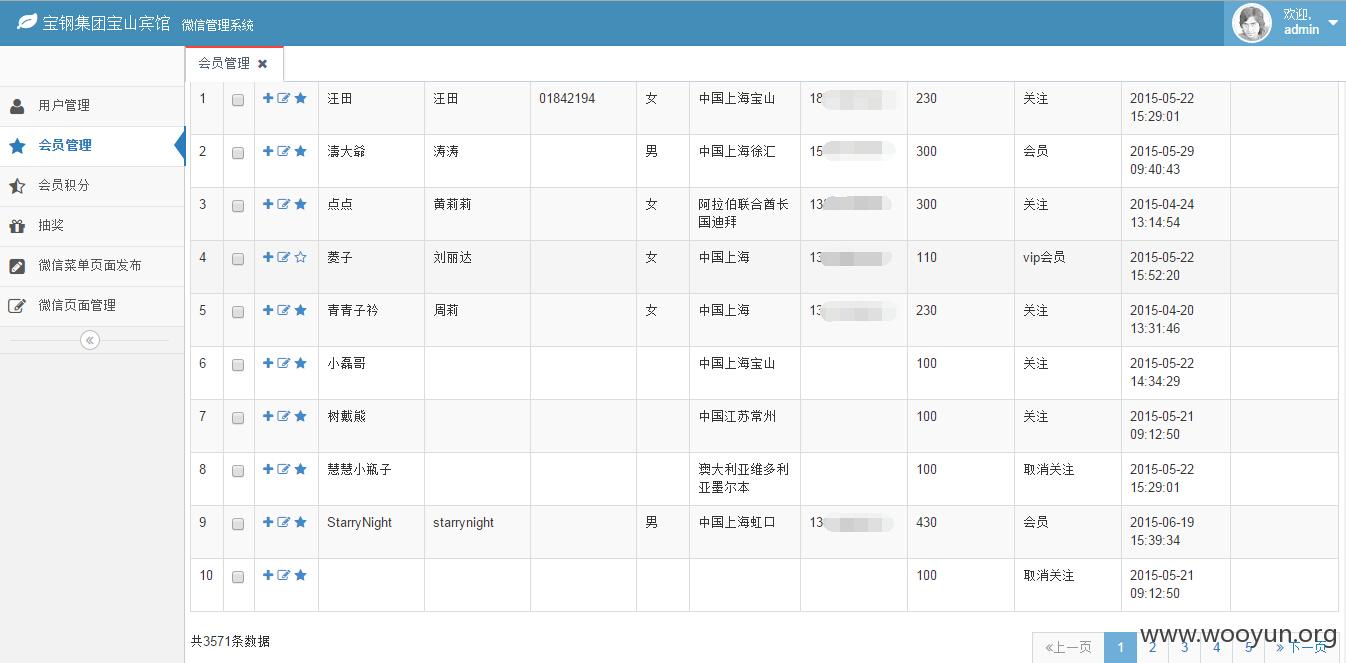 宝钢集团宝山宾馆 微信管理系统
欢迎,
admin
会员管理 ✖
用户管理
会员管理
会员积分
抽奖
微信菜单页面发布
微信页面管理
«
1 汪田 汪田 01842194 女 中国上海宝山 18 230 关注 2015-05-22
15:29:01
2 濤大爺 涛涛 男 中国上海徐汇 15 300 会员 2015-05-29
09:40:43
3 点点 黄莉莉 女 阿拉伯联合酋长 13 300 关注 2015-04-24
国迪拜 13:14:54
4 菱子 刘丽达 女 中国上海 13 110 vip会员 2015-05-22
15:52:20
5 青青子衿 周莉 女 中国上海 13 230 关注 2015-04-20
13:31:46
6 小磊哥 中国上海宝山 100 关注 2015-05-22
14:34:29
7 树戴熊 中国江苏常州 100 关注 2015-05-21
09:12:50
8 慧慧小瓶子 澳大利亚维多利 100 取消关注 2015-05-22
亚墨尔本 15:29:01
9 StarryNight starrynight 男 中国上海虹口 13 430 会员 2015-06-19
15:39:34
10 100 取消关注 2015-05-21
09:12:50
共3571条数据
«上一页 1 2 3 4 5 » 下一页
www.wooyun.org